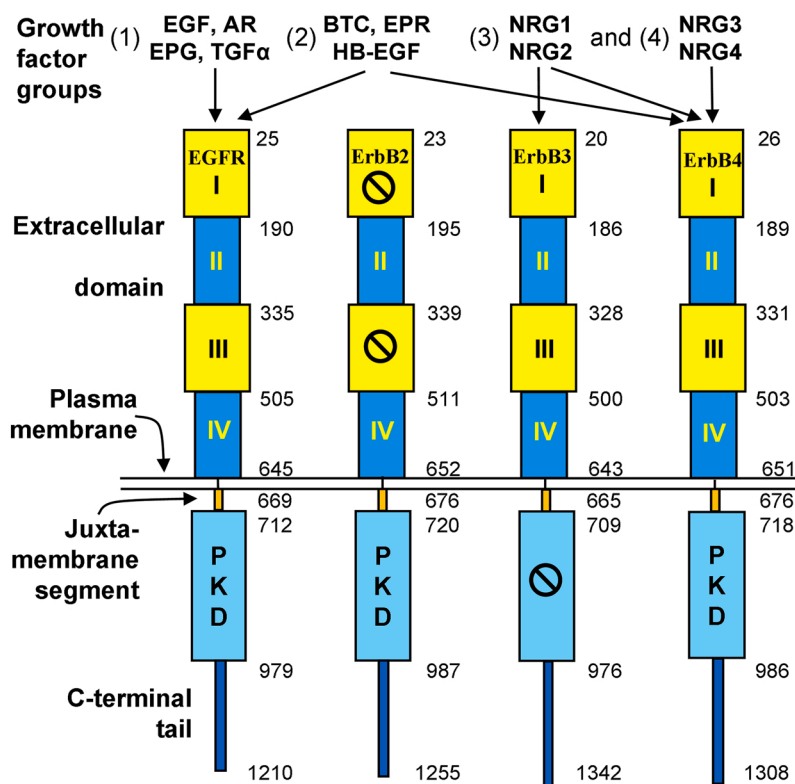 Growth factor groups
(1) EGF, AR EPG, TGFα
(2) BTC, EPR HB-EGF
(3) NRG1 NRG2
and (4) NRG3 NRG4
25 23 20 26
EGFR ErbB2 ErbB3 ErbB4
I I I
Extracellular domain
190 195 186 189
II II II II
335 339 328 331
III III III
505 511 500 503
Plasma membrane
IV IV IV IV
645 652 643 651
669 676 665 676
Juxta-membrane segment
712 720 709 718
PKD PKD PKD
979 987 976 986
C-terminal tail
1210 1255 1342 1308